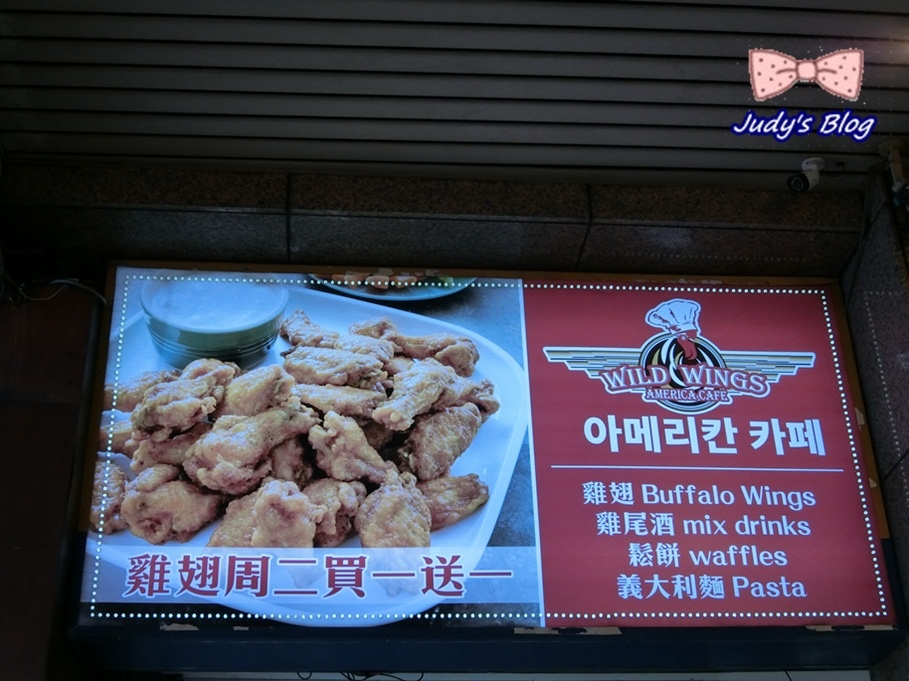 Judy's Blog
WILD WINGS
AMERICA CAFE
아메리칸 카페
雞翅 Buffalo Wings
雞尾酒 mix drinks
鬆餅 waffles
義大利麵 Pasta
雞翅周二買一送一